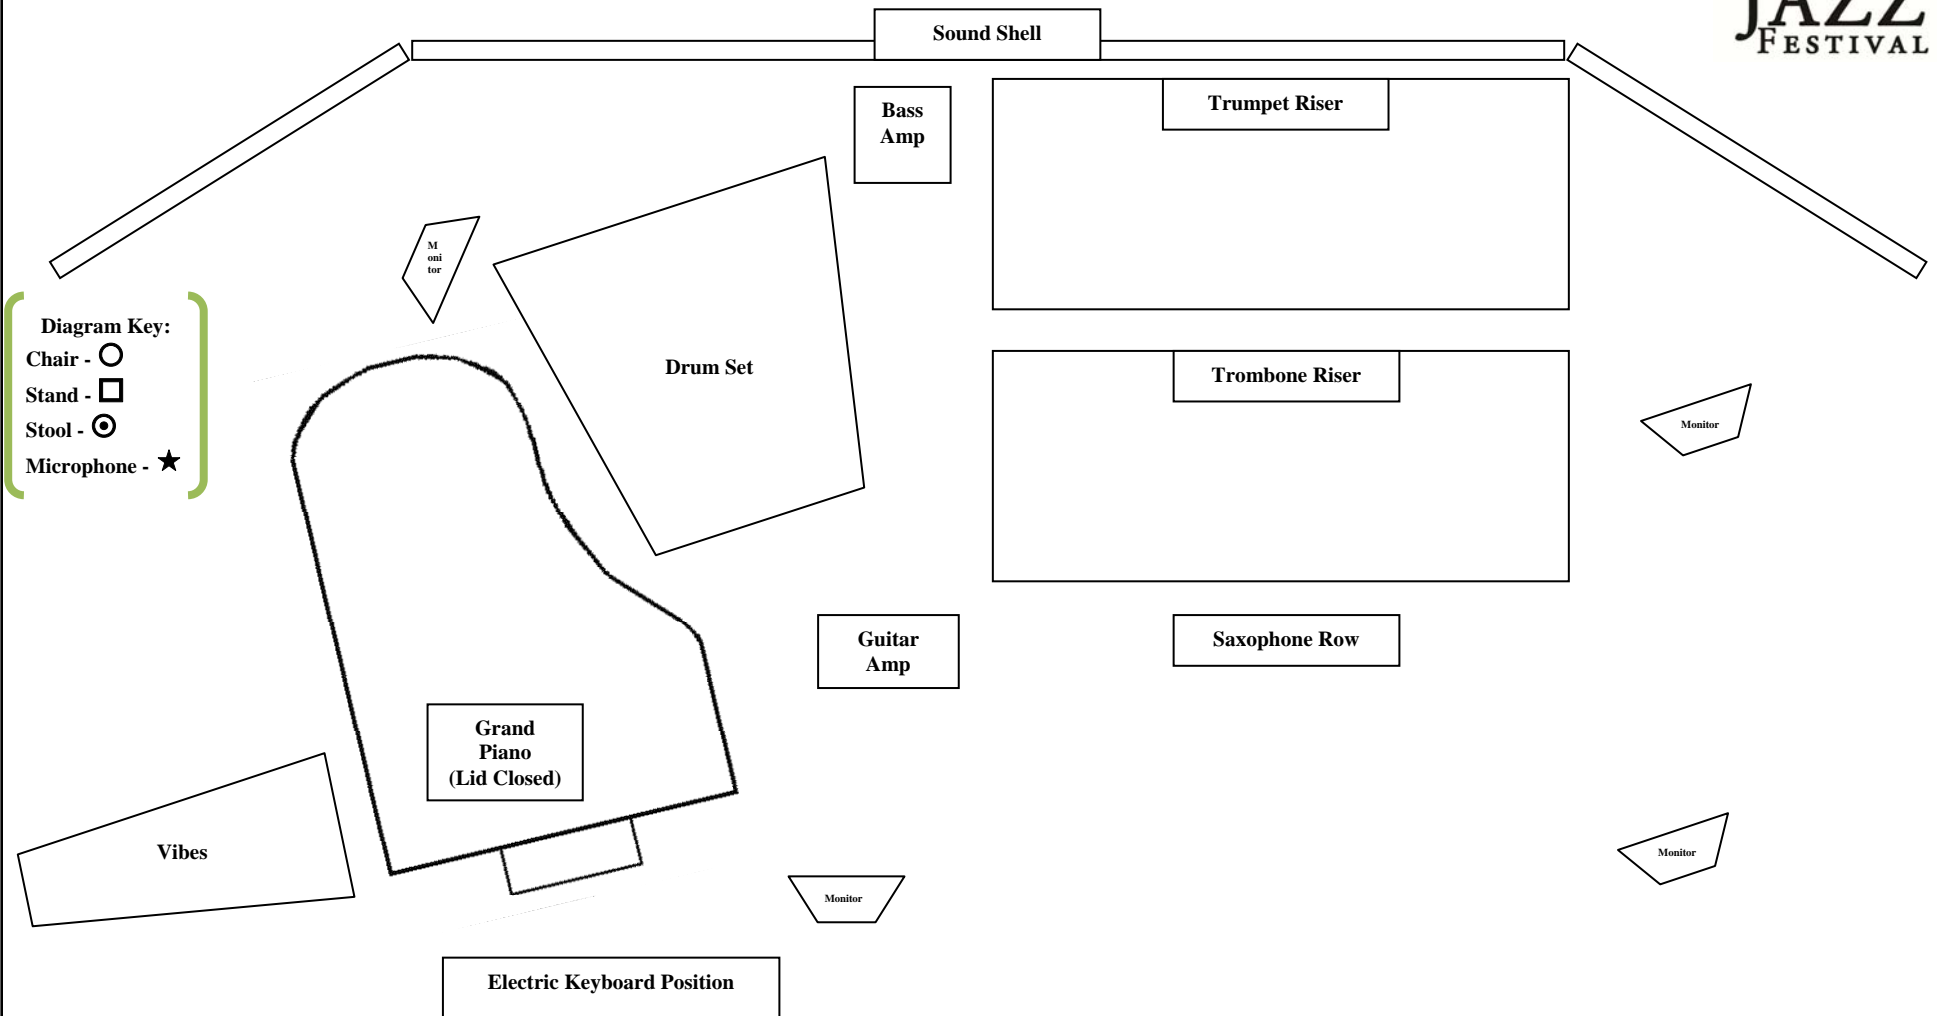 JAZZ
FESTIVAL
Sound Shell
Bass
Amp
Trumpet Riser
M
oni
tor
Diagram Key:
Chair -
Stand -
Stool -
Microphone -
Drum Set
Trombone Riser
Monitor
Guitar
Amp
Saxophone Row
Grand
Piano
(Lid Closed)
Vibes
Monitor
Monitor
Electric Keyboard Position